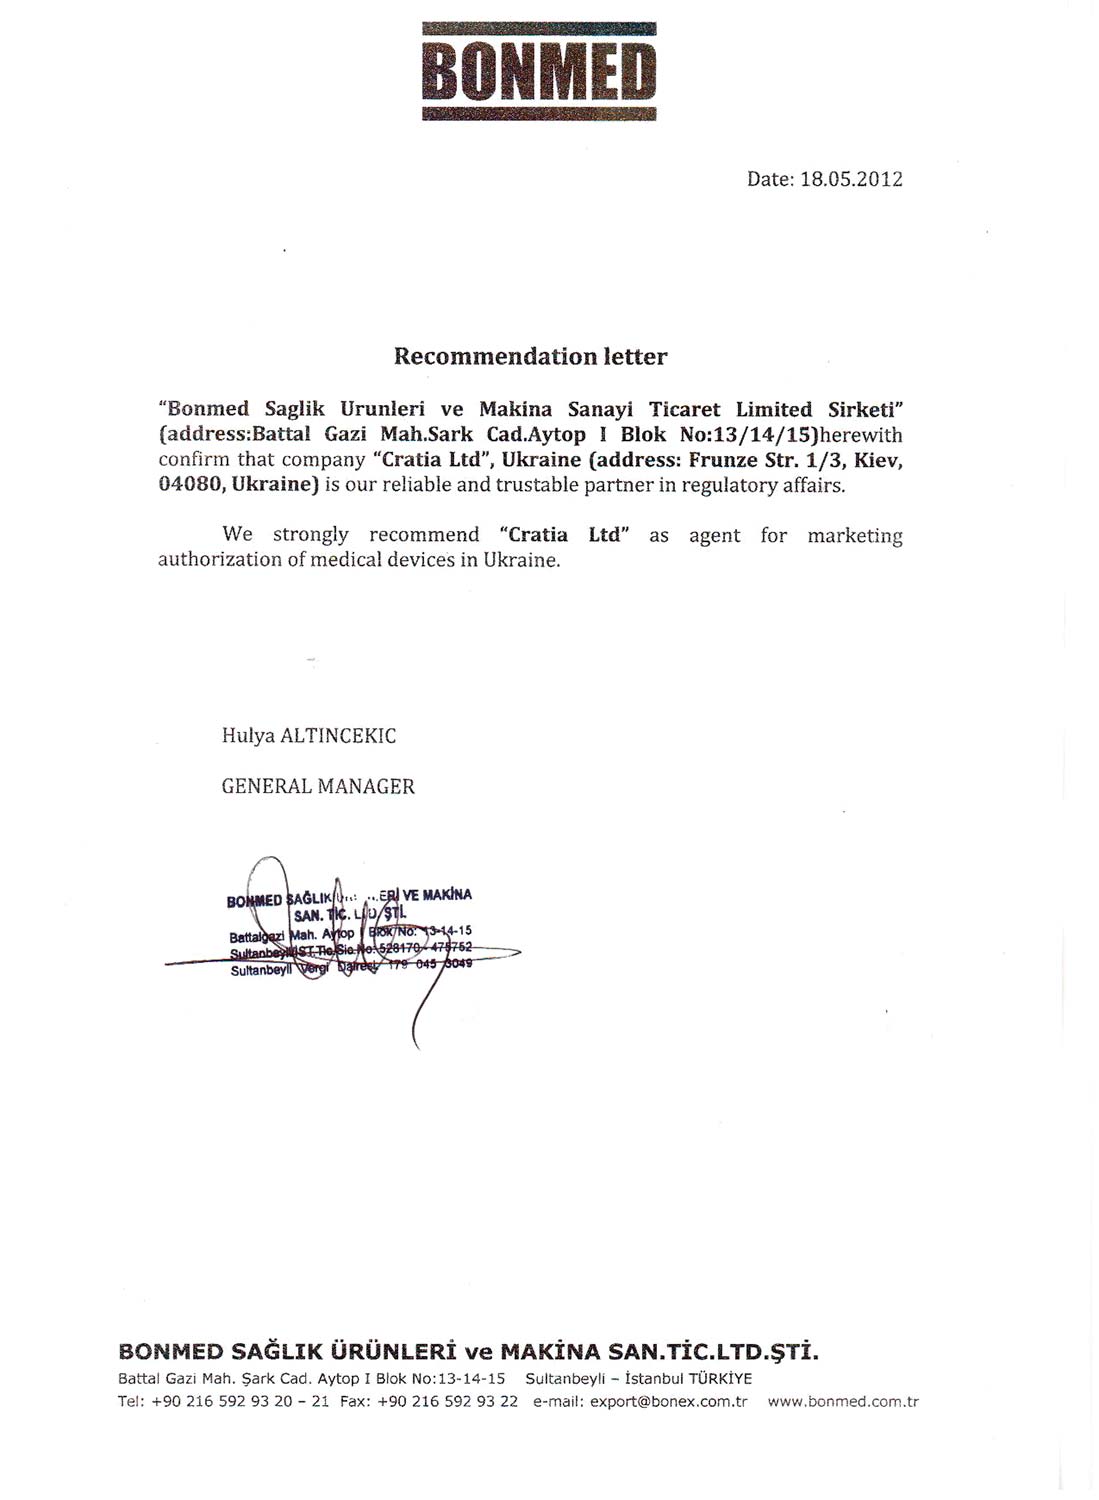 BONMED
Date: 18.05.2012
Recommendation letter
“Bonmed Saglik Urunleri ve Makina Sanayi Ticaret Limited Sirketi”
(address:Battal Gazi Mah.Sark Cad.Aytop I Blok No:13/14/15)herewith
confirm that company “Cratia Ltd”, Ukraine (address: Frunze Str. 1/3, Kiev,
04080, Ukraine) is our reliable and trustable partner in regulatory affairs.
We strongly recommend “Cratia Ltd” as agent for marketing
authorization of medical devices in Ukraine.
Hulya ALTINCEKIC
GENERAL MANAGER
BONMED SAĞLIK VE MAKİNA
SAN. TİC. LTD ŞTİ.
Battalgazi Mah. Aytop I Blok No: 13-14-15
Sultanbeyli/İST.Tic.Sic.No:528170-475752
Sultanbeyli Vergi Dairesi 179 045 3049
BONMED SAĞLIK ÜRÜNLERİ ve MAKİNA SAN.TİC.LTD.ŞTİ.
Battal Gazi Mah. Şark Cad. Aytop I Blok No:13-14-15 Sultanbeyli – İstanbul TÜRKİYE
Tel: +90 216 592 93 20 – 21 Fax: +90 216 592 93 22 e-mail: export@bonex.com.tr www.bonmed.com.tr